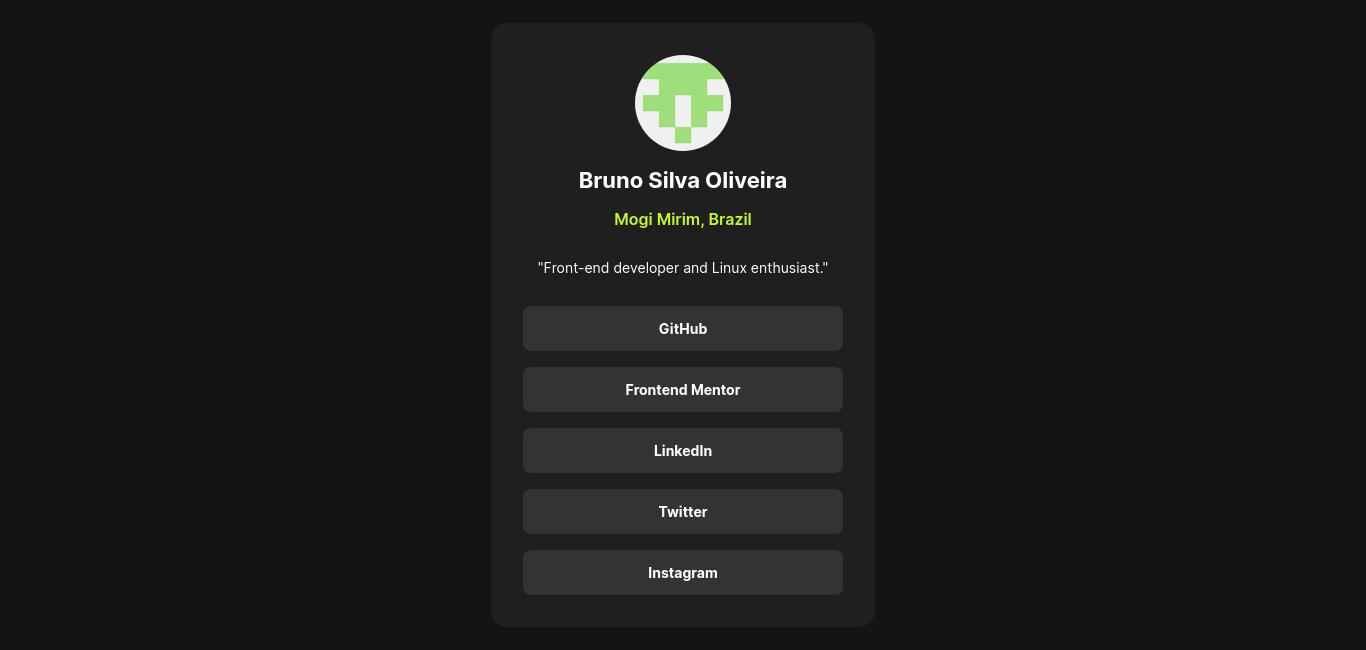 Bruno Silva Oliveira
Mogi Mirim, Brazil
"Front-end developer and Linux enthusiast."
GitHub
Frontend Mentor
LinkedIn
Twitter
Instagram